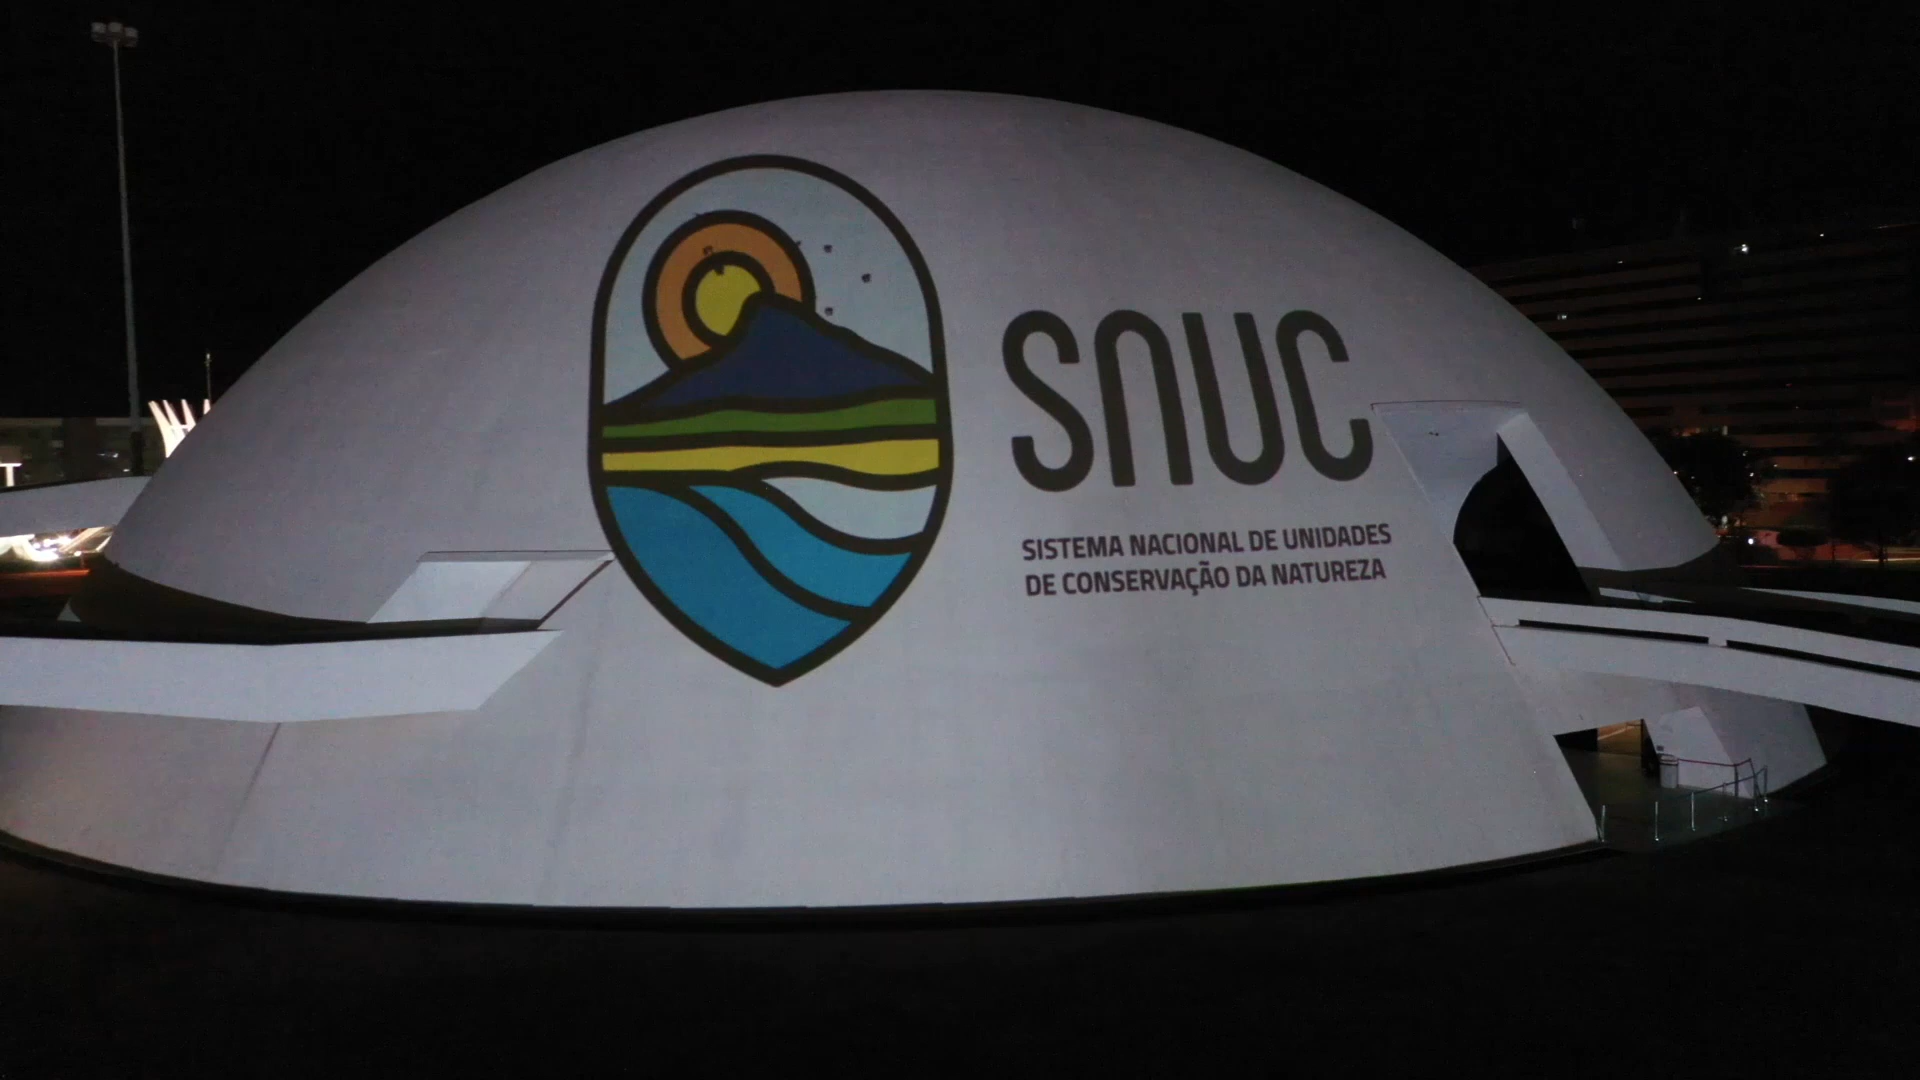 SNUC
SISTEMA NACIONAL DE UNIDADES
DE CONSERVAÇÃO DA NATUREZA